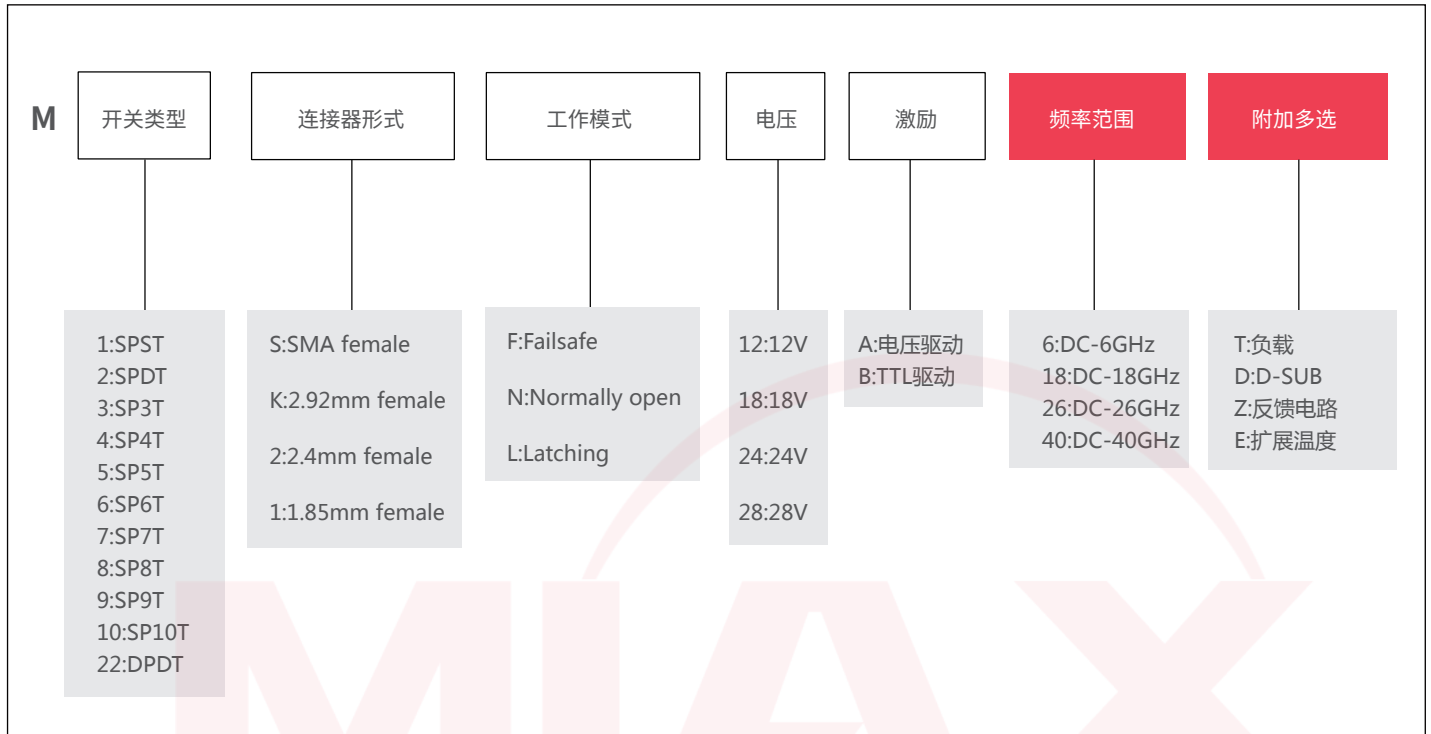 M
开关类型
连接器形式
工作模式
电压
激励
频率范围
附加多选
1:SPST
2:SPDT
3:SP3T
4:SP4T
5:SP5T
6:SP6T
7:SP7T
8:SP8T
9:SP9T
10:SP10T
22:DPDT
S:SMA female
K:2.92mm female
2:2.4mm female
1:1.85mm female
F:Failsafe
N:Normally open
L:Latching
12:12V
18:18V
24:24V
28:28V
A:电压驱动
B:TTL驱动
6:DC-6GHz
18:DC-18GHz
26:DC-26GHz
40:DC-40GHz
T:负载
D:D-SUB
Z:反馈电路
E:扩展温度
MIAX